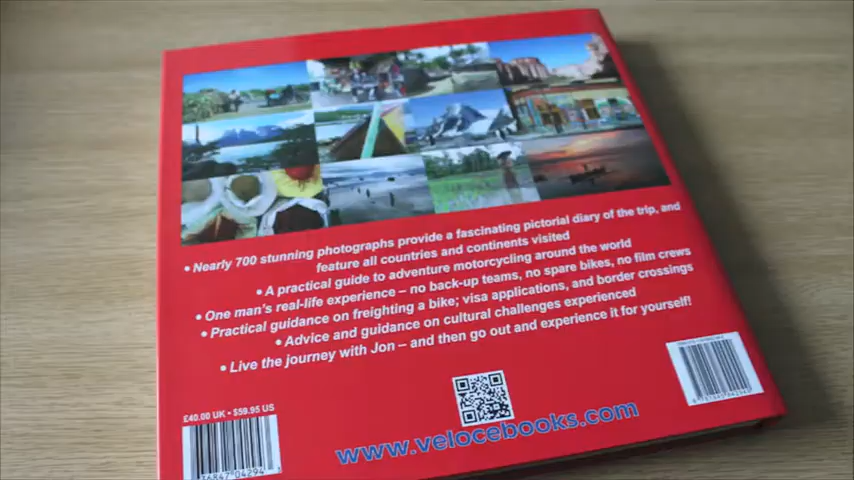 • Nearly 700 stunning photographs provide a fascinating pictorial diary of the trip, and
feature all countries and continents visited
• A practical guide to adventure motorcycling around the world
• One man's real-life experience – no back-up teams, no spare bikes, no film crews
• Practical guidance on freighting a bike; visa applications, and border crossings
• Advice and guidance on cultural challenges experienced
• Live the journey with Jon – and then go out and experience it for yourself!
£40.00 UK • $59.95 US
www.velocebooks.com